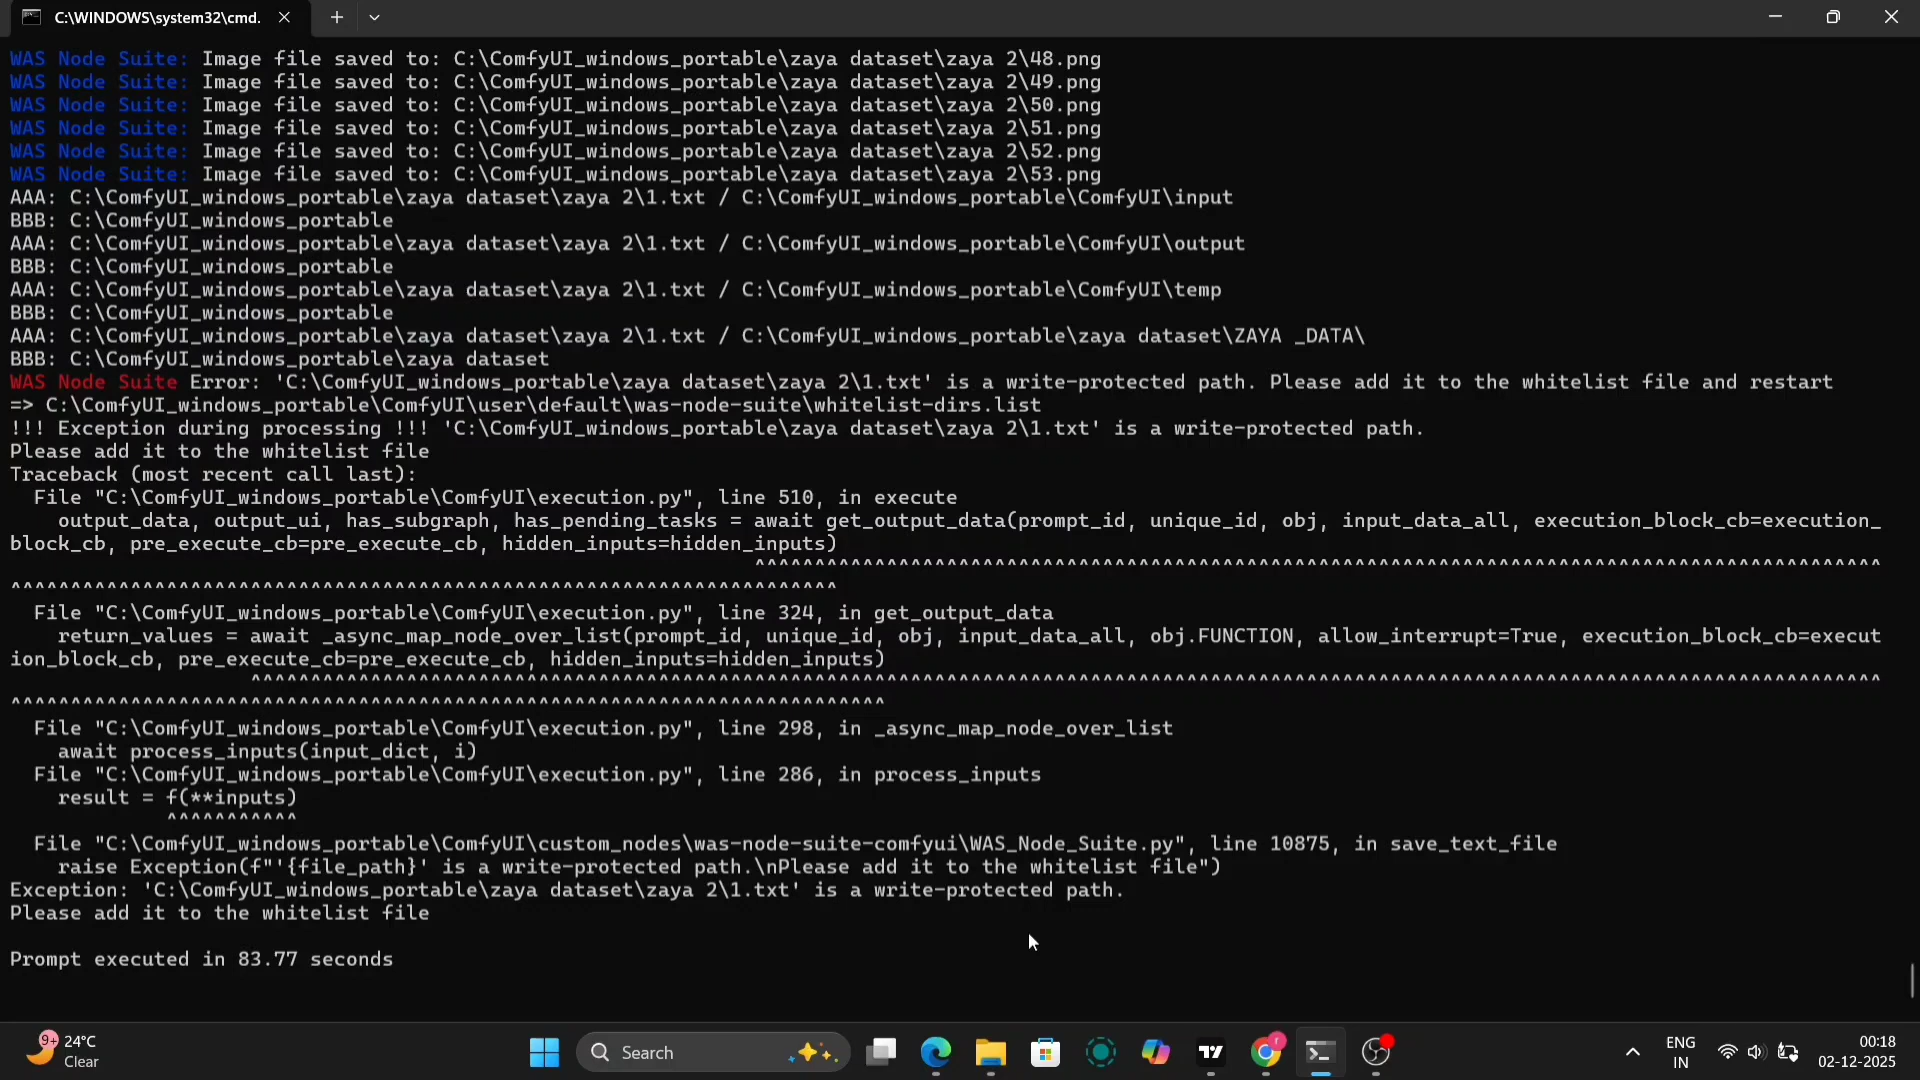 C:\WINDOWS\system32\cmd.
WAS Node Suite: Image file saved to: C:\ComfyUI_windows_portable\zaya dataset\zaya 2\48.png
WAS Node Suite: Image file saved to: C:\ComfyUI_windows_portable\zaya dataset\zaya 2\49.png
WAS Node Suite: Image file saved to: C:\ComfyUI_windows_portable\zaya dataset\zaya 2\50.png
WAS Node Suite: Image file saved to: C:\ComfyUI_windows_portable\zaya dataset\zaya 2\51.png
WAS Node Suite: Image file saved to: C:\ComfyUI_windows_portable\zaya dataset\zaya 2\52.png
WAS Node Suite: Image file saved to: C:\ComfyUI_windows_portable\zaya dataset\zaya 2\53.png
AAA: C:\ComfyUI_windows_portable\zaya dataset\zaya 2\1.txt / C:\ComfyUI_windows_portable\ComfyUI\input
BBB: C:\ComfyUI_windows_portable
AAA: C:\ComfyUI_windows_portable\zaya dataset\zaya 2\1.txt / C:\ComfyUI_windows_portable\ComfyUI\output
BBB: C:\ComfyUI_windows_portable
AAA: C:\ComfyUI_windows_portable\zaya dataset\zaya 2\1.txt / C:\ComfyUI_windows_portable\ComfyUI\temp
BBB: C:\ComfyUI_windows_portable
AAA: C:\ComfyUI_windows_portable\zaya dataset\zaya 2\1.txt / C:\ComfyUI_windows_portable\zaya dataset\ZAYA _DATA\
BBB: C:\ComfyUI_windows_portable\zaya dataset
WAS Node Suite Error: 'C:\ComfyUI_windows_portable\zaya dataset\zaya 2\1.txt' is a write-protected path. Please add it to the whitelist file and restart
=> C:\ComfyUI_windows_portable\ComfyUI\user\default\was-node-suite\whitelist-dirs.list
!!! Exception during processing !!! 'C:\ComfyUI_windows_portable\zaya dataset\zaya 2\1.txt' is a write-protected path.
Please add it to the whitelist file
Traceback (most recent call last):
File "C:\ComfyUI_windows_portable\ComfyUI\execution.py", line 510, in execute
output_data, output_ui, has_subgraph, has_pending_tasks = await get_output_data(prompt_id, unique_id, obj, input_data_all, execution_block_cb=execution_
block_cb, pre_execute_cb=pre_execute_cb, hidden_inputs=hidden_inputs)
^^^^^^^^^^^^^^^^^^^^^^^^^^^^^^^^^^^^^^^^^^^^^^^^^^^^^^^^^^^^^^^^^^^^^^^^^^^^^^^^^^^^^^^^^^^^^^
^^^^^^^^^^^^^^^^^^^^^^^^^^^^^^^^^^^^^^^^^^^^^^^^^^^^^^^^^^^^^^^^^^^^^
File "C:\ComfyUI_windows_portable\ComfyUI\execution.py", line 324, in get_output_data
return_values = await _async_map_node_over_list(prompt_id, unique_id, obj, input_data_all, obj.FUNCTION, allow_interrupt=True, execution_block_cb=execut
ion_block_cb, pre_execute_cb=pre_execute_cb, hidden_inputs=hidden_inputs)
^^^^^^^^^^^^^^^^^^^^^^^^^^^^^^^^^^^^^^^^^^^^^^^^^^^^^^^^^^^^^^^^^^^^^^^^^^^^^^^^^^^^^^^^^^^^^^^^^^^^^^^^^^^^^^^^^^^^^^^^^^^^^^^^^^^^^^^^
^^^^^^^^^^^^^^^^^^^^^^^^^^^^^^^^^^^^^^^^^^^^^^^^^^^^^^^^^^^^^^^^^^^^^^^^^
File "C:\ComfyUI_windows_portable\ComfyUI\execution.py", line 298, in _async_map_node_over_list
await process_inputs(input_dict, i)
File "C:\ComfyUI_windows_portable\ComfyUI\execution.py", line 286, in process_inputs
result = f(**inputs)
^^^^^^^^^^^
File "C:\ComfyUI_windows_portable\ComfyUI\custom_nodes\was-node-suite-comfyui\WAS_Node_Suite.py", line 10875, in save_text_file
raise Exception(f"'{file_path}' is a write-protected path.\nPlease add it to the whitelist file")
Exception: 'C:\ComfyUI_windows_portable\zaya dataset\zaya 2\1.txt' is a write-protected path.
Please add it to the whitelist file
Prompt executed in 83.77 seconds
9+ 24°C
Clear
Search
ENG
IN
00:18
02-12-2025